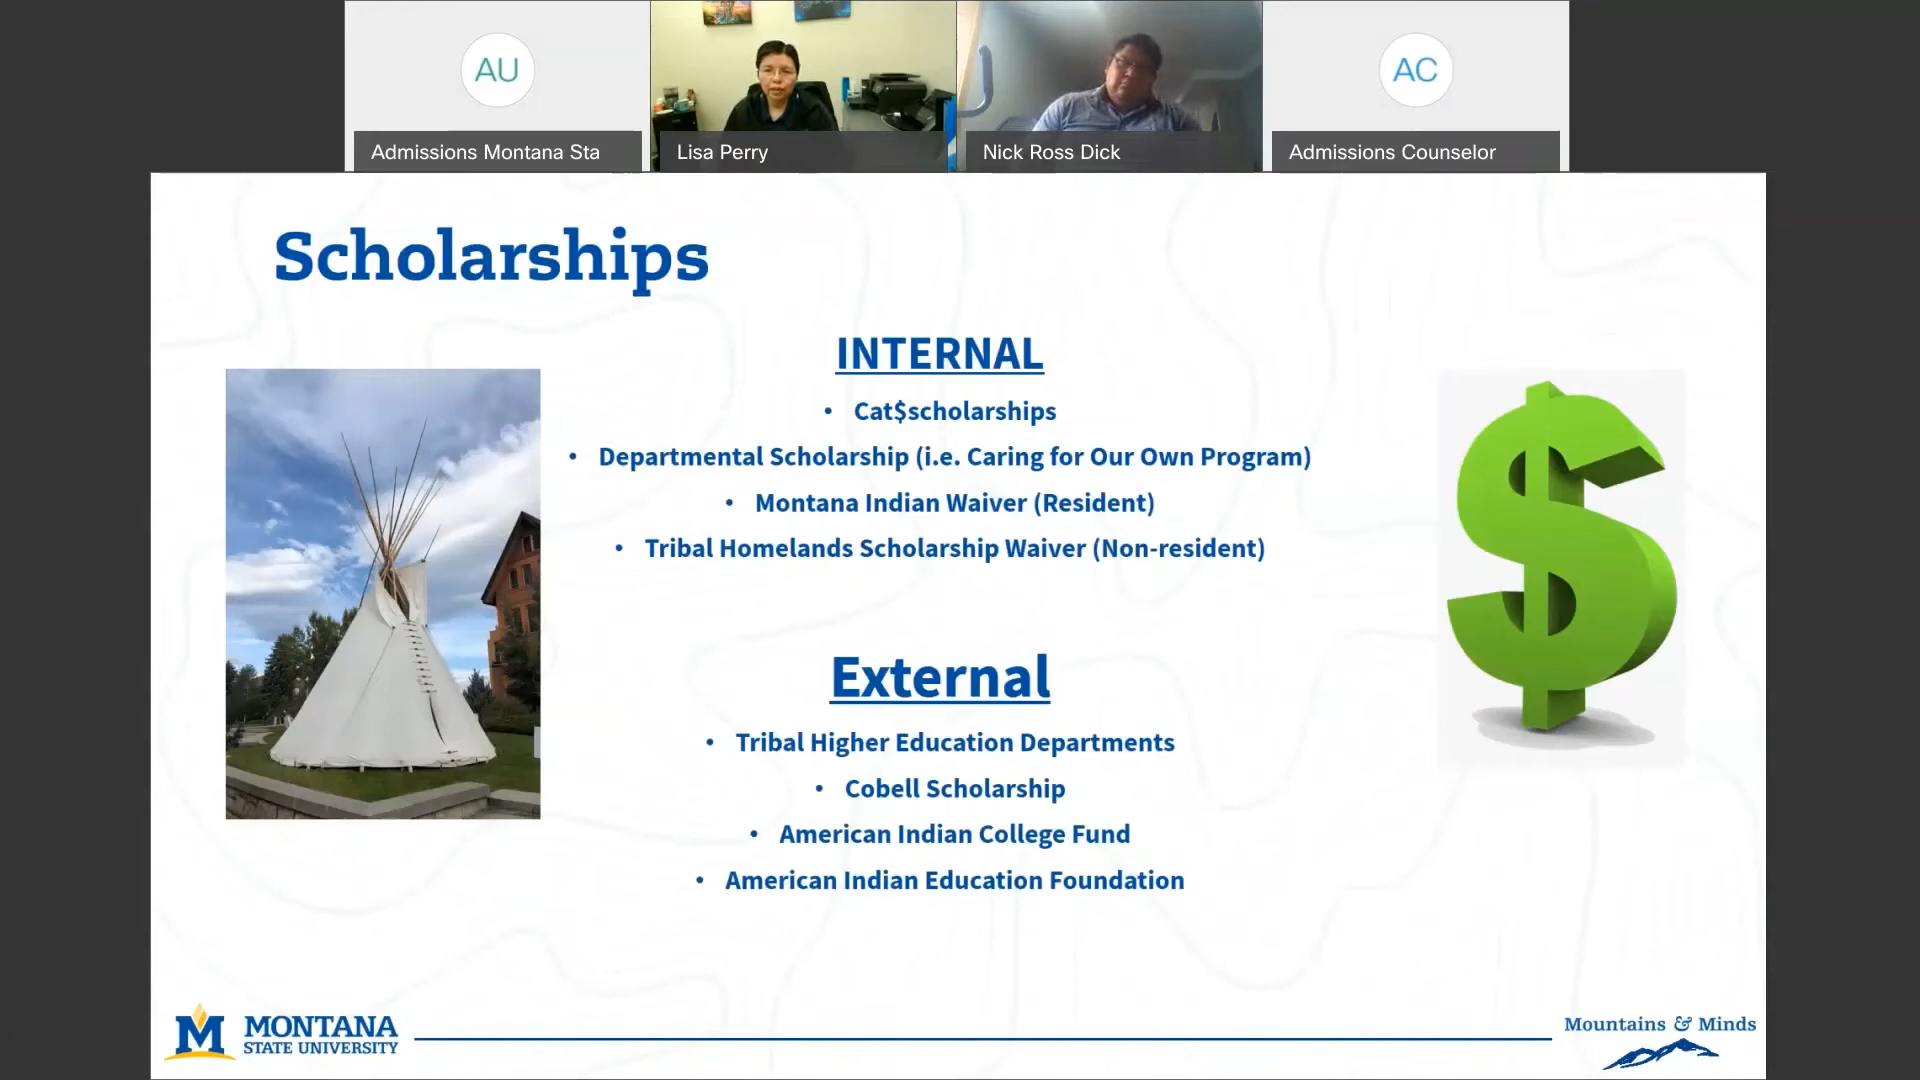 AU
AC
Admissions Montana Sta
Lisa Perry
Nick Ross Dick
Admissions Counselor
Scholarships
INTERNAL
• Cat$scholarships
• Departmental Scholarship (i.e. Caring for Our Own Program)
• Montana Indian Waiver (Resident)
• Tribal Homelands Scholarship Waiver (Non-resident)
External
• Tribal Higher Education Departments
• Cobell Scholarship
• American Indian College Fund
• American Indian Education Foundation
$
M
MONTANA
STATE UNIVERSITY
Mountains & Minds